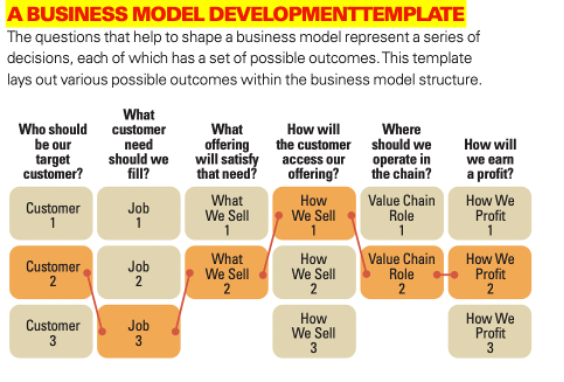 A BUSINESS MODEL DEVELOPMENTTEMPLATE
The questions that help to shape a business model represent a series of
decisions, each of which has a set of possible outcomes. This template
lays out various possible outcomes within the business model structure.
Who should
be our
target
customer?
What
customer
need
should we
fill?
What
offering
will satisfy
that need?
How will
the customer
access our
offering?
Where
should we
operate in
the chain?
How will
we earn
a profit?
Customer
1
Job
1
What
We Sell
1
How
We Sell
1
Value Chain
Role
1
How We
Profit
1
Customer
2
Job
2
What
We Sell
2
How
We Sell
2
Value Chain
Role
2
How We
Profit
2
Customer
3
Job
3
How
We Sell
3
How We
Profit
3